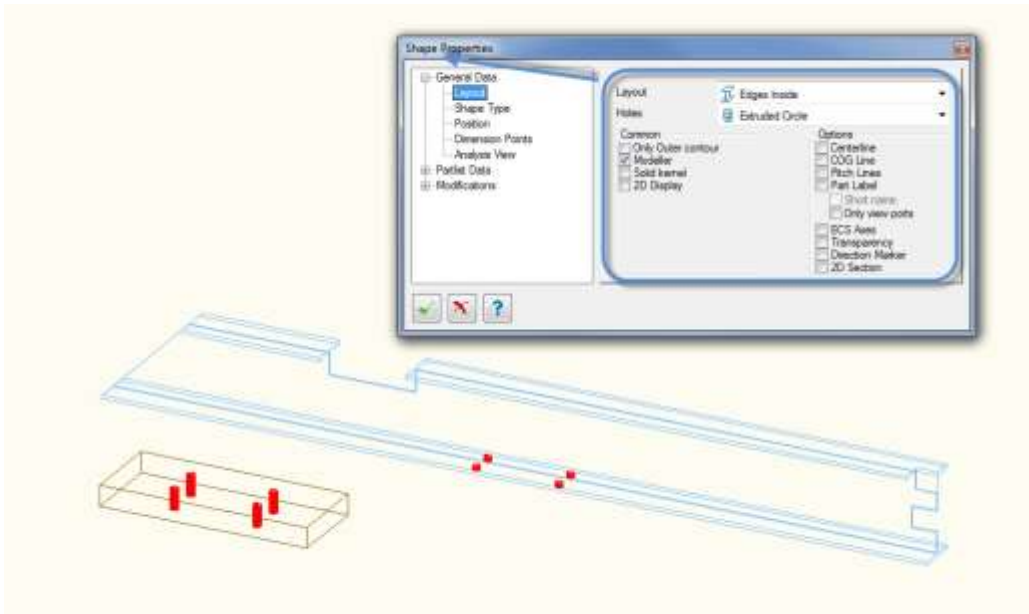 Shape Properties
General Data
Layout
Shape Type
Position
Dimension Points
Analysis View
Partlist Data
Modifications
Layout
Edges Inside
Holes
Extruded Circle
Common
Only Outer contour
Modeller
Solid kernel
2D Display
Options
Centerline
COG Line
Pitch Lines
Part Label
Short name
Only view ports
ECS Axes
Transparency
Direction Marker
2D Section
?